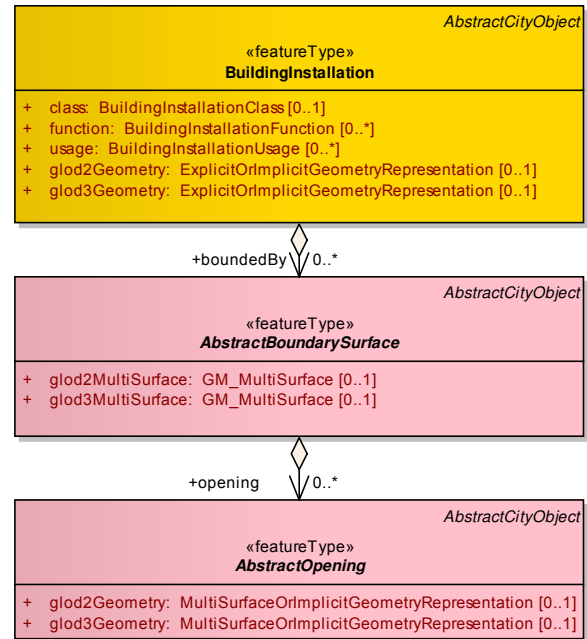 AbstractCityObject
«featureType»
BuildingInstallation
+ class: BuildingInstallationClass [0..1]
+ function: BuildingInstallationFunction [0..*]
+ usage: BuildingInstallationUsage [0..*]
+ glod2Geometry: ExplicitOrImplicitGeometryRepresentation [0..1]
+ glod3Geometry: ExplicitOrImplicitGeometryRepresentation [0..1]
+boundedBy 0..*
AbstractCityObject
«featureType»
AbstractBoundarySurface
+ glod2MultiSurface: GM_MultiSurface [0..1]
+ glod3MultiSurface: GM_MultiSurface [0..1]
+opening 0..*
AbstractCityObject
«featureType»
AbstractOpening
+ glod2Geometry: MultiSurfaceOrImplicitGeometryRepresentation [0..1]
+ glod3Geometry: MultiSurfaceOrImplicitGeometryRepresentation [0..1]